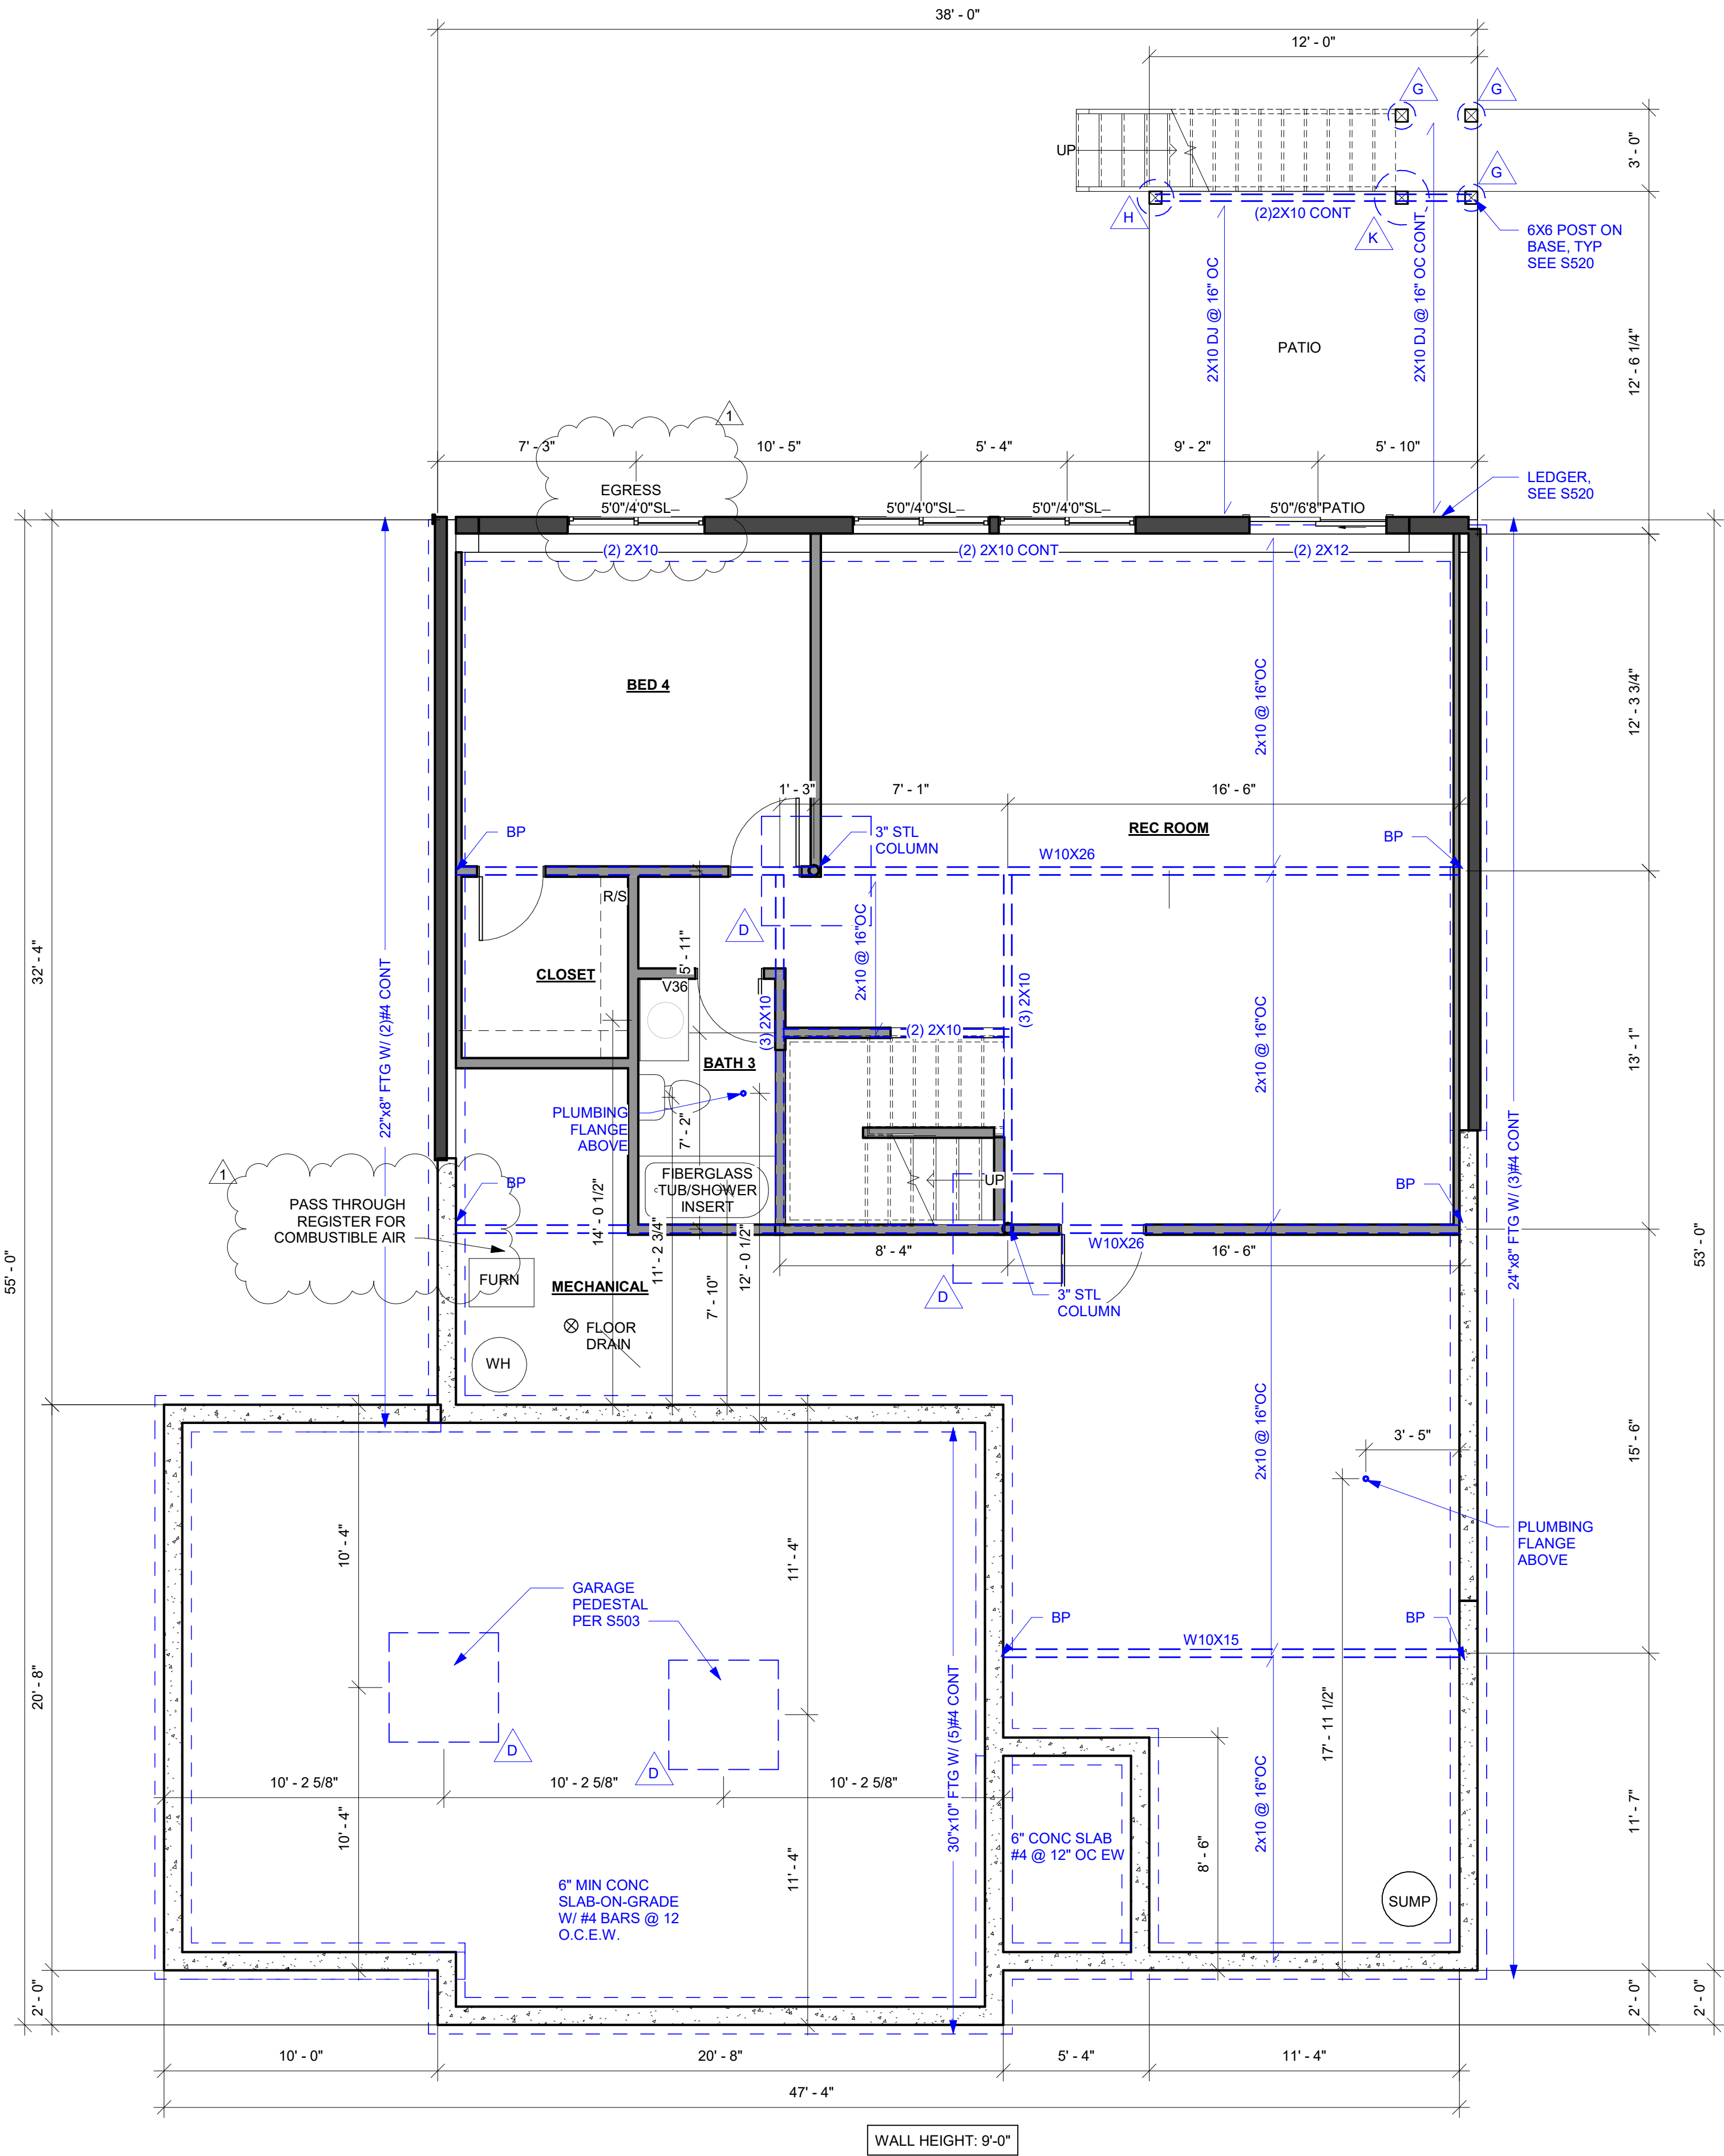 38' - 0"
12' - 0"
G
G
3' - 0"
UP
G
H
(2)2X10 CONT
K
6X6 POST ON
BASE, TYP
SEE S520
2X10 DJ @ 16" OC
2X10 DJ @ 16" OC CONT
12' - 6 1/4"
PATIO
1
7' - 3"
10' - 5"
5' - 4"
9' - 2"
5' - 10"
LEDGER,
SEE S520
EGRESS
5'0"/4'0"SL
5'0"/4'0"SL
5'0"/4'0"SL
5'0"/6'8"PATIO
(2) 2X10
(2) 2X10 CONT
(2) 2X12
BED 4
2x10 @ 16"OC
12' - 3 3/4"
1' - 3"
7' - 1"
16' - 6"
BP
3" STL
COLUMN
REC ROOM
BP
W10X26
R/S
D
2x10 @ 16"OC
5' - 11"
32' - 4"
22"x8" FTG W/ (2)#4 CONT
CLOSET
V36
(3) 2X10
(3) 2X10
(2) 2X10
2x10 @ 16"OC
13' - 1"
BATH 3
PLUMBING
FLANGE
ABOVE
7' - 2"
24"x8" FTG W/ (3)#4 CONT
1
PASS THROUGH
REGISTER FOR
COMBUSTIBLE AIR
BP
FIBERGLASS
TUB/SHOWER
INSERT
UP
BP
14' - 0 1/2"
11' - 2 3/4"
12' - 0 1/2"
55' - 0"
53' - 0"
8' - 4"
W10X26
16' - 6"
FURN
MECHANICAL
7' - 10"
D
3" STL
COLUMN
FLOOR
DRAIN
WH
2x10 @ 16"OC
15' - 6"
3' - 5"
10' - 4"
11' - 4"
PLUMBING
FLANGE
ABOVE
GARAGE
PEDESTAL
PER S503
BP
BP
W10X15
20' - 8"
30"x10" FTG W/ (5)#4 CONT
17' - 11 1/2"
D
D
10' - 2 5/8"
10' - 2 5/8"
10' - 2 5/8"
10' - 4"
11' - 4"
6" CONC SLAB
#4 @ 12" OC EW
8' - 6"
2x10 @ 16"OC
11' - 7"
6" MIN CONC
SLAB-ON-GRADE
W/ #4 BARS @ 12
O.C.E.W.
SUMP
2' - 0"
2' - 0"
2' - 0"
10' - 0"
20' - 8"
5' - 4"
11' - 4"
47' - 4"
WALL HEIGHT: 9'-0"